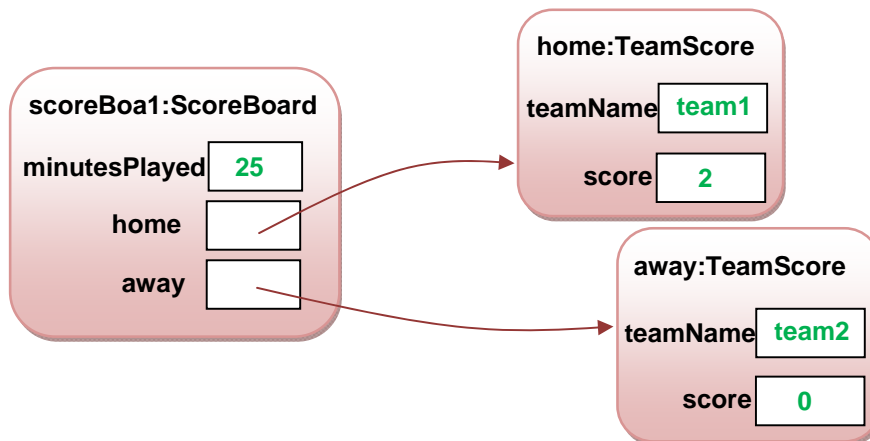 scoreBoa1:ScoreBoard
minutesPlayed 25
home
away
home:TeamScore
teamName team1
score 2
away:TeamScore
teamName team2
score 0